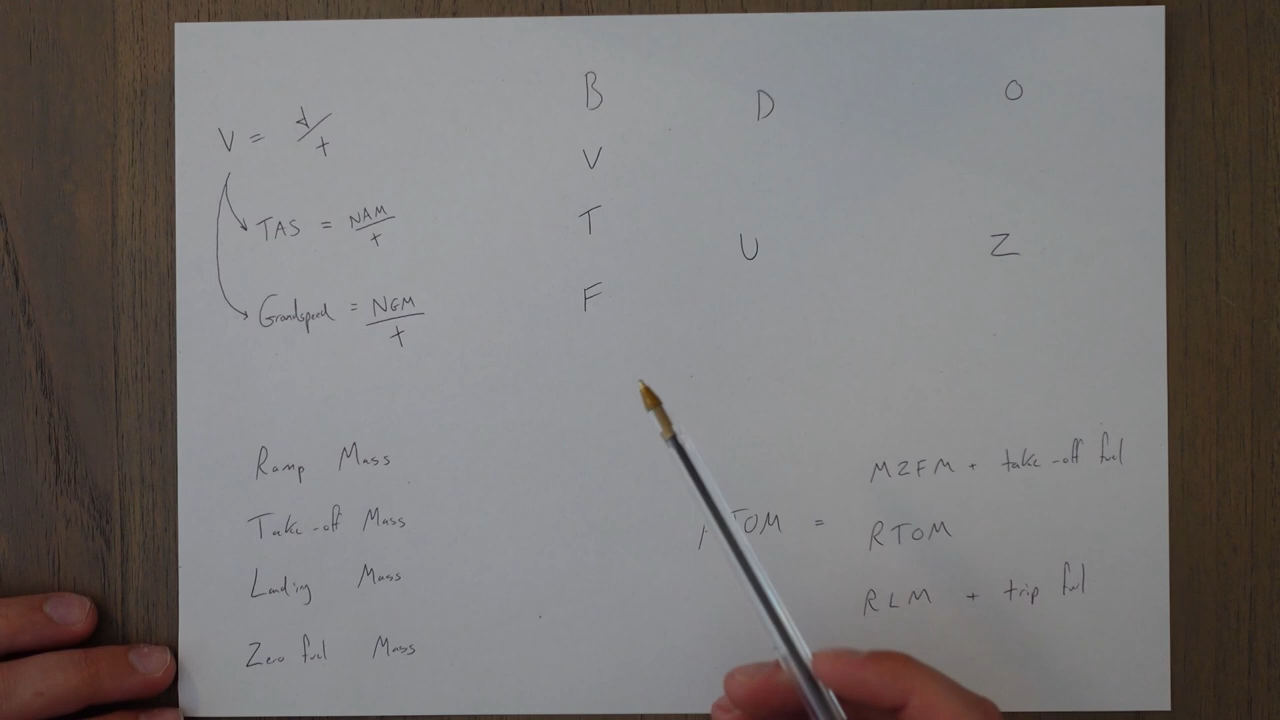 V = d/t
TAS = NAM/t
Groundspeed = NGM/t
B
V
T
F
D
U
O
Z
Ramp Mass
Take-off Mass
Landing Mass
Zero fuel Mass
TOM =
MZFM + take-off fuel
RTOM
RLM + trip fuel